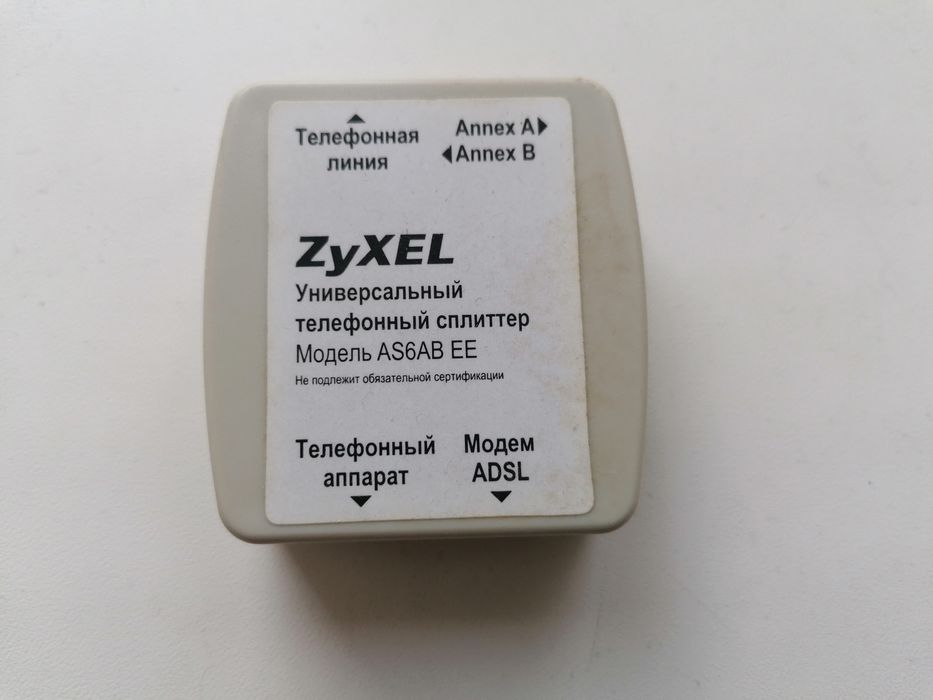 Телефонная
линия
Annex A
Annex B
ZyXEL
Универсальный
телефонный сплиттер
Модель AS6AB EE
Не подлежит обязательной сертификации
Телефонный
аппарат
Модем
ADSL